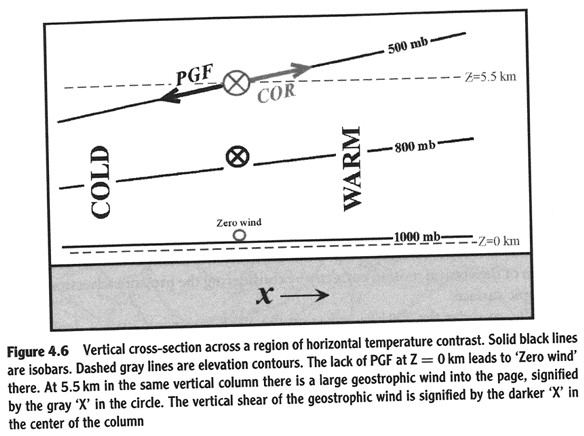 500 mb
PGF
Z=5.5 km
COR
COLD
WARM
800 mb
Zero wind
1000 mb
Z=0 km
x
Figure 4.6 Vertical cross-section across a region of horizontal temperature contrast. Solid black lines
are isobars. Dashed gray lines are elevation contours. The lack of PGF at Z = 0 km leads to ‘Zero wind’
there. At 5.5 km in the same vertical column there is a large geostrophic wind into the page, signified
by the gray ‘X’ in the circle. The vertical shear of the geostrophic wind is signified by the darker ‘X’ in
the center of the column